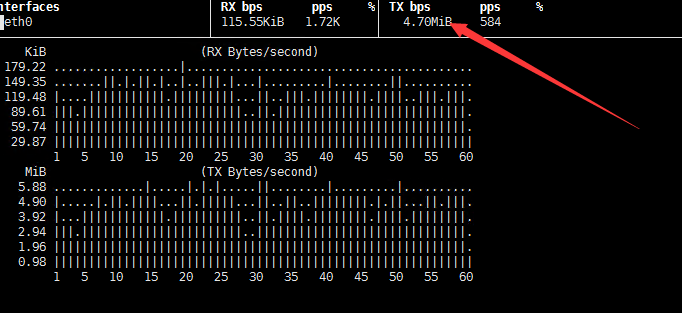 nterfaces RX bps pps % TX bps pps %
eth0 115.55KiB 1.72K 4.70MiB 584
KiB (RX Bytes/second)
179.22 ..................|.........................................
149.35 .......||.|.||.|..|..|||.|...||.........|........||..........
119.48 |....||||||||||||.||||||||...||..|||.|||||||||.||||..|||.|||.
89.61 |||.||||||||||||||||||||||||..||.||||||||||||||||||||||||||||.
59.74 |||||||||||||||||||||||||||||||||||||||||||||||||||||||||||.
29.87 ||||||||||||||||||||||||||||||||||||||||||||||||||||||||||||
1 5 10 15 20 25 30 35 40 45 50 55 60
MiB (TX Bytes/second)
5.88 .............|.....|.|.|.....||........|.........|..........
4.90 |.....|.||.||||..|||||||..|||..||..|||||.||.|..|||.||||.
3.92 |...||||||||||||.|||||||||...|||.||||||||||||||||..|||||||||.
2.94 |||.||||||||||||||||||||||||..||||||||||||||||||||||||||||||.
1.96 |||||||||||||||||||||||||||||||||||||||||||||||||||||||||||.
0.98 ||||||||||||||||||||||||||||||||||||||||||||||||||||||||||||
1 5 10 15 20 25 30 35 40 45 50 55 60